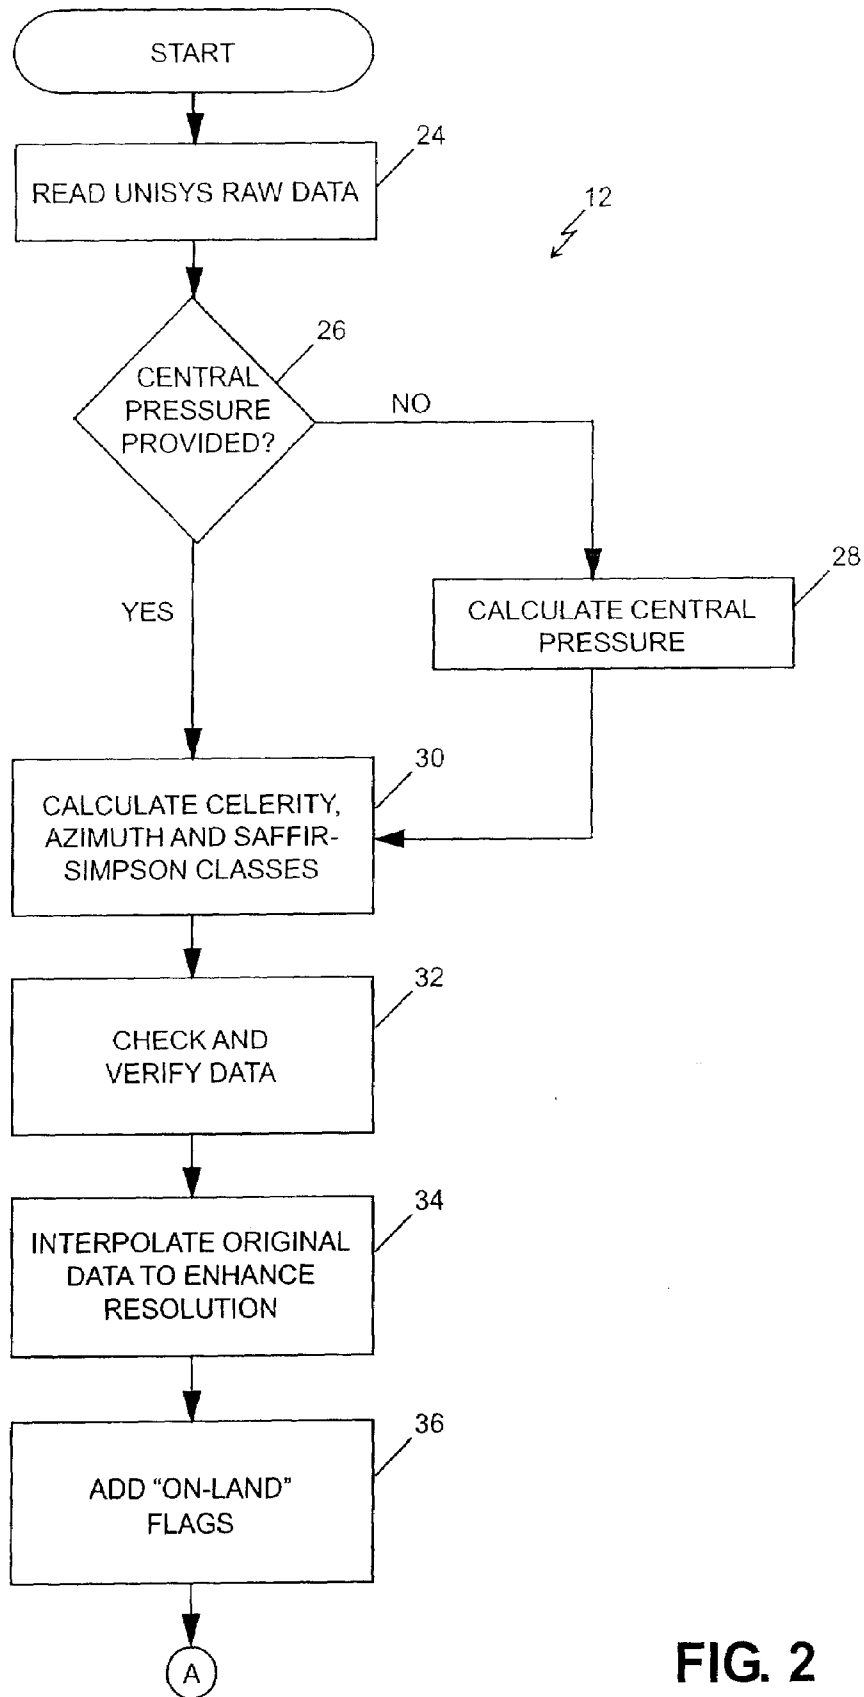 START
24
READ UNISYS RAW DATA
12
26
CENTRAL
PRESSURE
PROVIDED?
NO
28
YES
CALCULATE CENTRAL
PRESSURE
30
CALCULATE CELERITY,
AZIMUTH AND SAFFIR-
SIMPSON CLASSES
32
CHECK AND
VERIFY DATA
34
INTERPOLATE ORIGINAL
DATA TO ENHANCE
RESOLUTION
36
ADD “ON-LAND”
FLAGS
A
FIG. 2